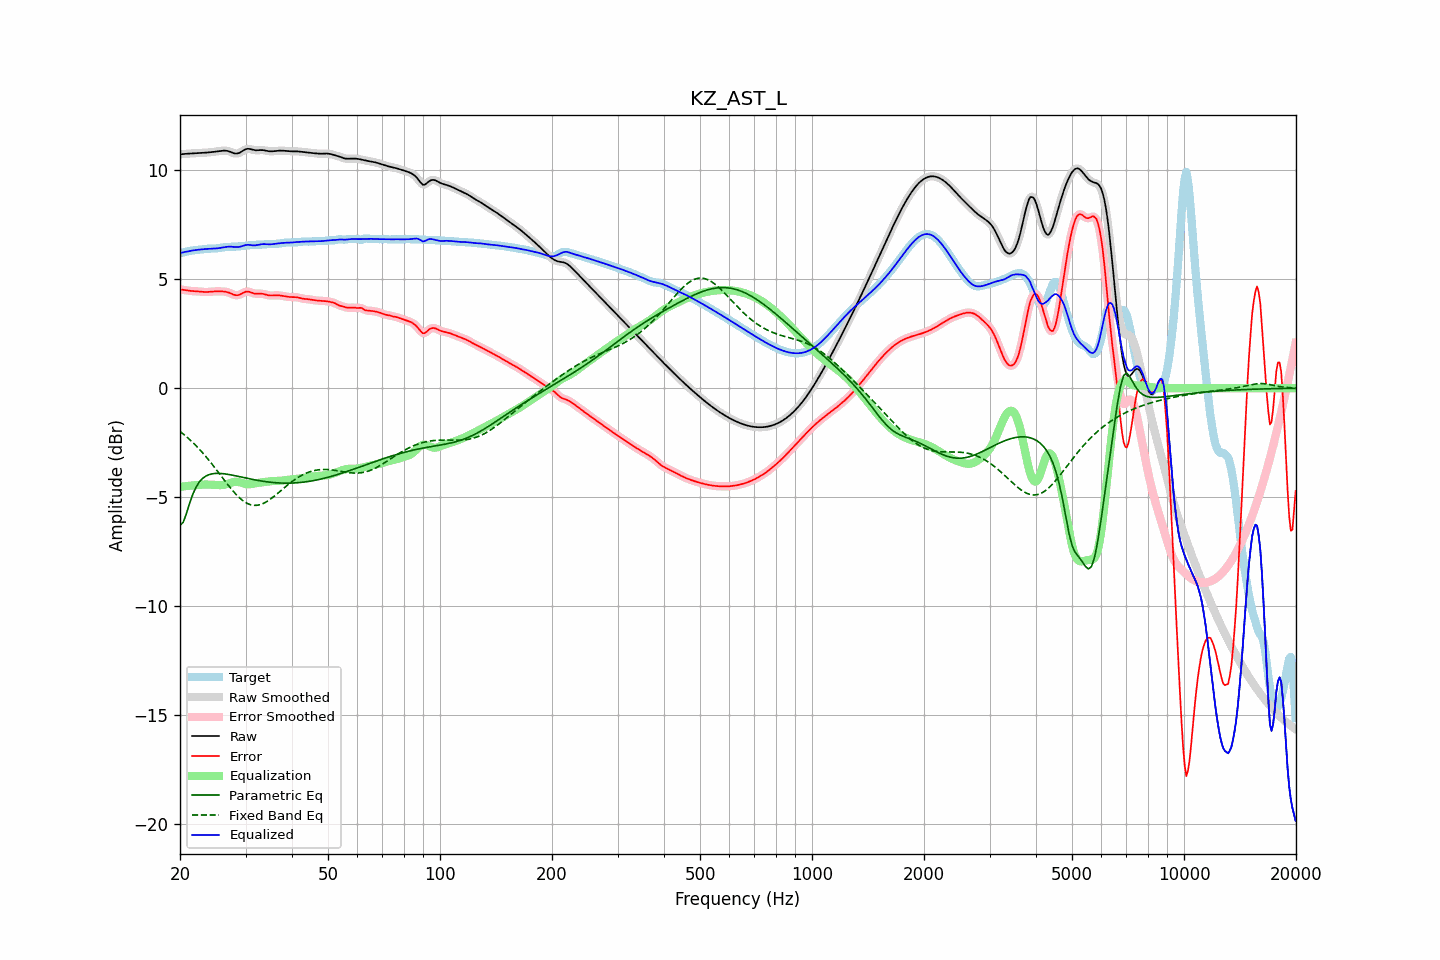 KZ_AST_L
Amplitude (dBr)
10
5
0
−5
−10
−15
−20
Target
Raw Smoothed
Error Smoothed
Raw
Error
Equalization
Parametric Eq
Fixed Band Eq
Equalized
20 50 100 200 500 1000 2000 5000 10000 20000
Frequency (Hz)